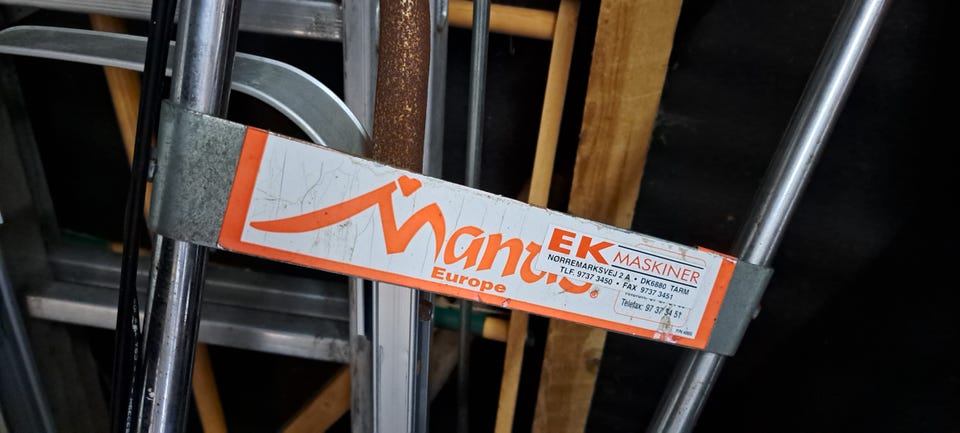 Mantis
Europe
EK MASKINER
NØRREMARKSVEJ 2 A • DK6880 TARM
TLF. 9737 3450 • FAX 9737 3451
Telefax: 97 37 34 51